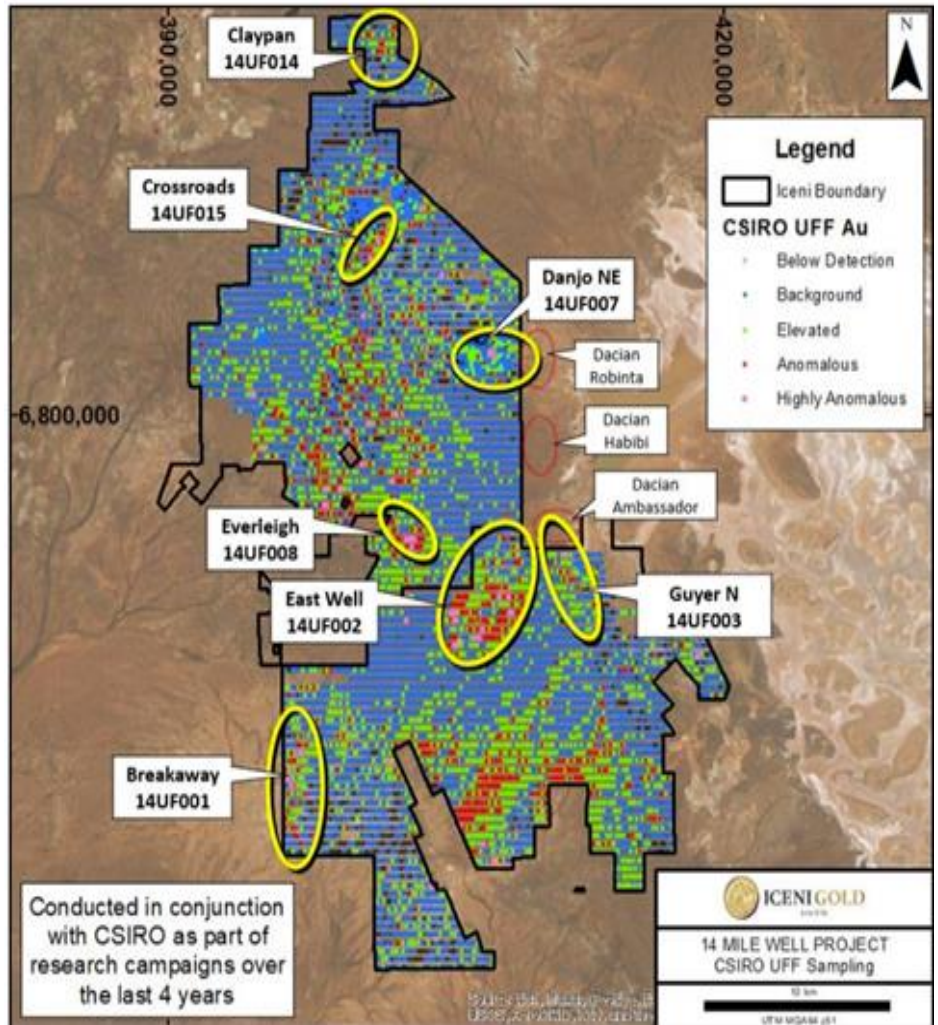 Claypan
14UF014
390,000
420,000
N
Crossroads
14UF015
Legend
Iceni Boundary
CSIRO UFF Au
Below Detection
Background
Elevated
Anomalous
Highly Anomalous
Danjo NE
14UF007
Dacian
Robinta
6,800,000
Dacian
Habibi
Dacian
Ambassador
Everleigh
14UF008
East Well
14UF002
Guyer N
14UF003
Breakaway
14UF001
Conducted in conjunction
with CSIRO as part of
research campaigns over
the last 4 years
ICENI GOLD
14 MILE WELL PROJECT
CSIRO UFF Sampling
10 km